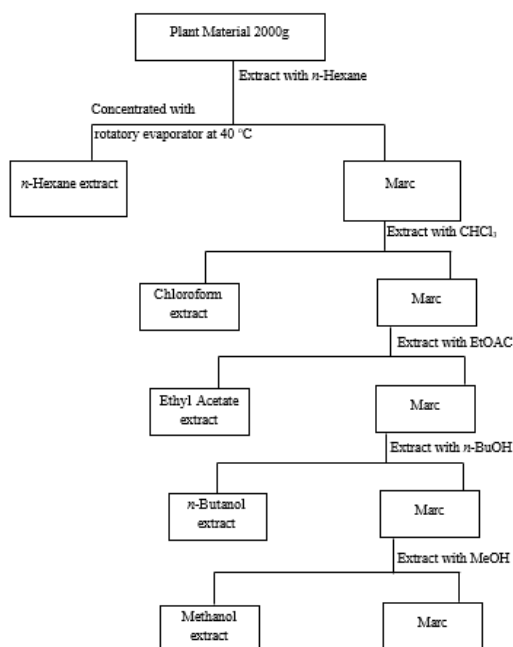 Plant Material 2000g
Extract with n-Hexane
Concentrated with
rotatory evaporator at 40 °C
n-Hexane extract
Marc
Extract with CHCl₃
Chloroform
extract
Marc
Extract with EtOAC
Ethyl Acetate
extract
Marc
Extract with n-BuOH
n-Butanol
extract
Marc
Extract with MeOH
Methanol
extract
Marc